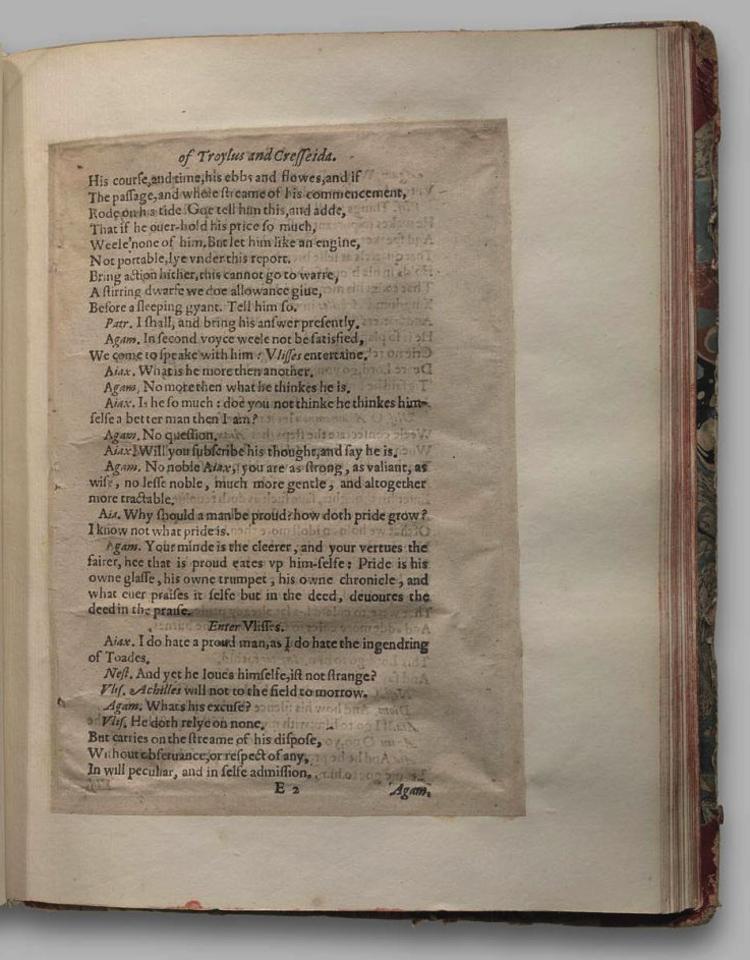 of Troylus and Cresseida.
His course, and time, his ebbs and flowes, and if
The passage, and whole streame of his commencement,
Rode on his tide. Goe tell him this, and adde,
That if he ouer-hold his price so much,
Weele none of him, But let him like an engine,
Not portable, lye vnder this report.
Bring action hither, this cannot go to warre,
A stirring dwarfe we doe allowance giue,
Before a sleeping gyant. Tell him so.
Patr. I shall, and bring his answer presently.
Agam. In second voyce weele not be satisfied,
We come to speake with him : Vlisses entertaine.
Aiax. What is he more then another.
Agam. No more then what he thinkes he is.
Aiax. Is he so much : doe you not thinke he thinkes him-
selfe a better man then I am?
Agam. No question.
Aiax. Will you subscribe his thought, and say he is.
Agam. No noble Aiax, you are as strong, as valiant, as
wise, no lesse noble, much more gentle, and altogether
more tractable.
Aia. Why should a man be proud? how doth pride grow?
I know not what pride is.
Agam. Your minde is the cleerer, and your vertues the
fairer, hee that is proud eates vp him-selfe: Pride is his
owne glasse, his owne trumpet, his owne chronicle, and
what euer praises it selfe but in the deed, deuoures the
deed in the praise.
Enter Vlisses.
Aiax. I do hate a proud man, as I do hate the ingendring
of Toades.
Nest. And yet he loues himselfe, ist not strange?
Vlis. Achilles will not to the field to morrow.
Agam. Whats his excuse?
Vlis. He doth relye on none,
But carries on the streame of his dispose,
Without obseruance, or respect of any,
In will peculiar, and in selfe admission.
E 2 Agam.